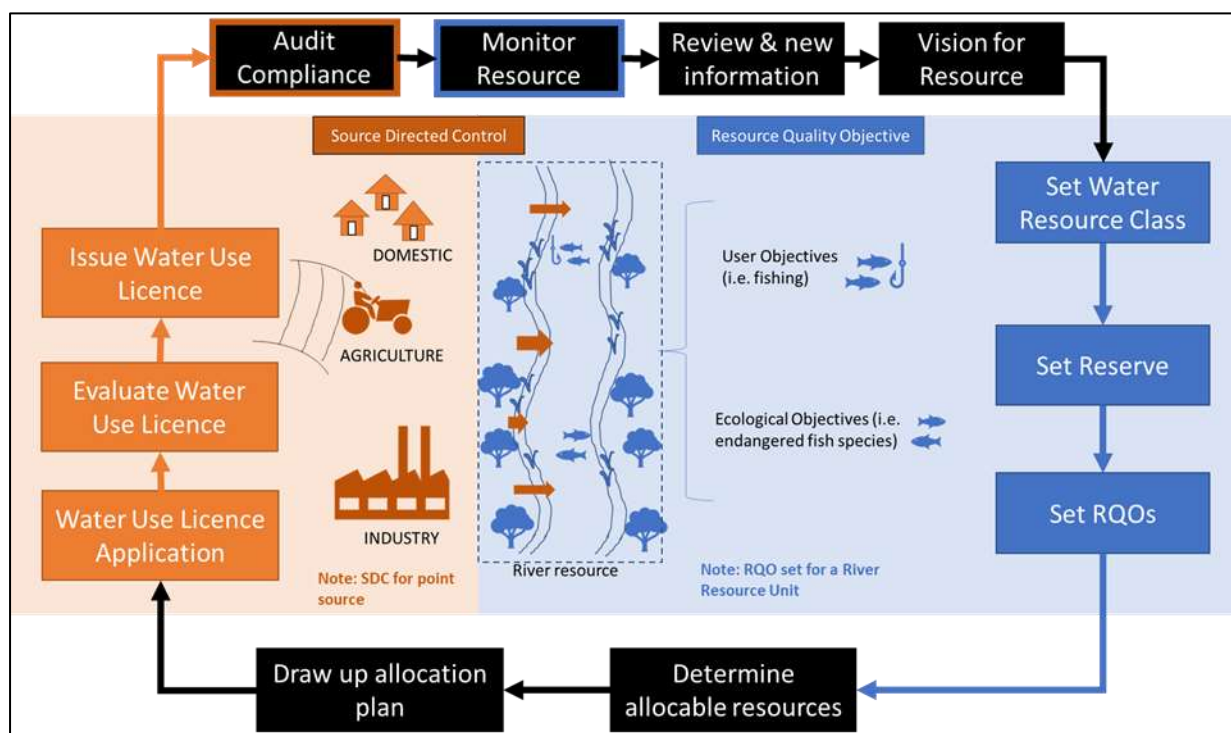 Audit
Compliance
Monitor
Resource
Review & new
information
Vision for
Resource
Source Directed Control
Resource Quality Objective
DOMESTIC
AGRICULTURE
INDUSTRY
Note: SDC for point
source
Issue Water Use
Licence
Evaluate Water
Use Licence
Water Use Licence
Application
River resource
User Objectives
(i.e. fishing)
Ecological Objectives (i.e.
endangered fish species)
Note: RQO set for a River
Resource Unit
Set Water
Resource Class
Set Reserve
Set RQOs
Draw up allocation
plan
Determine
allocable resources